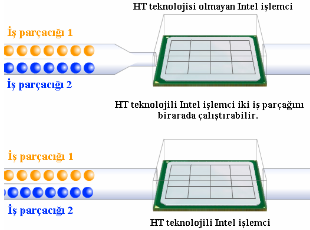 HT teknolojisi olmayan Intel işlemci
İş parçacığı 1
İş parçacığı 2
HT teknolojili Intel işlemci iki iş parçağını
birarada çalıştırabilir.
İş parçacığı 1
İş parçacığı 2
HT teknolojili Intel işlemci